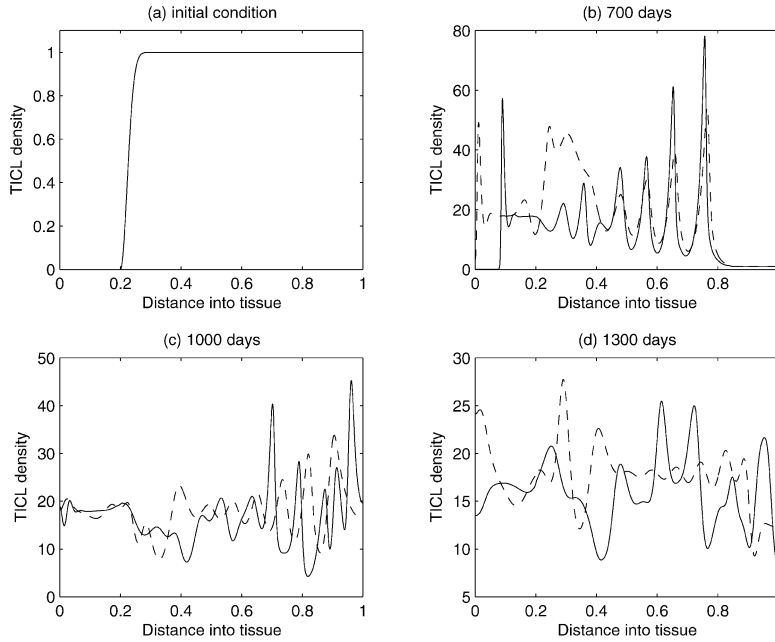 (a) initial condition
TICL density
1
0.8
0.6
0.4
0.2
0
0 0.2 0.4 0.6 0.8 1
Distance into tissue
(b) 700 days
TICL density
80
60
40
20
0
0 0.2 0.4 0.6 0.8
Distance into tissue
(c) 1000 days
TICL density
50
40
30
20
10
0
0 0.2 0.4 0.6 0.8 1
Distance into tissue
(d) 1300 days
TICL density
30
25
20
15
10
5
0 0.2 0.4 0.6 0.8
Distance into tissue